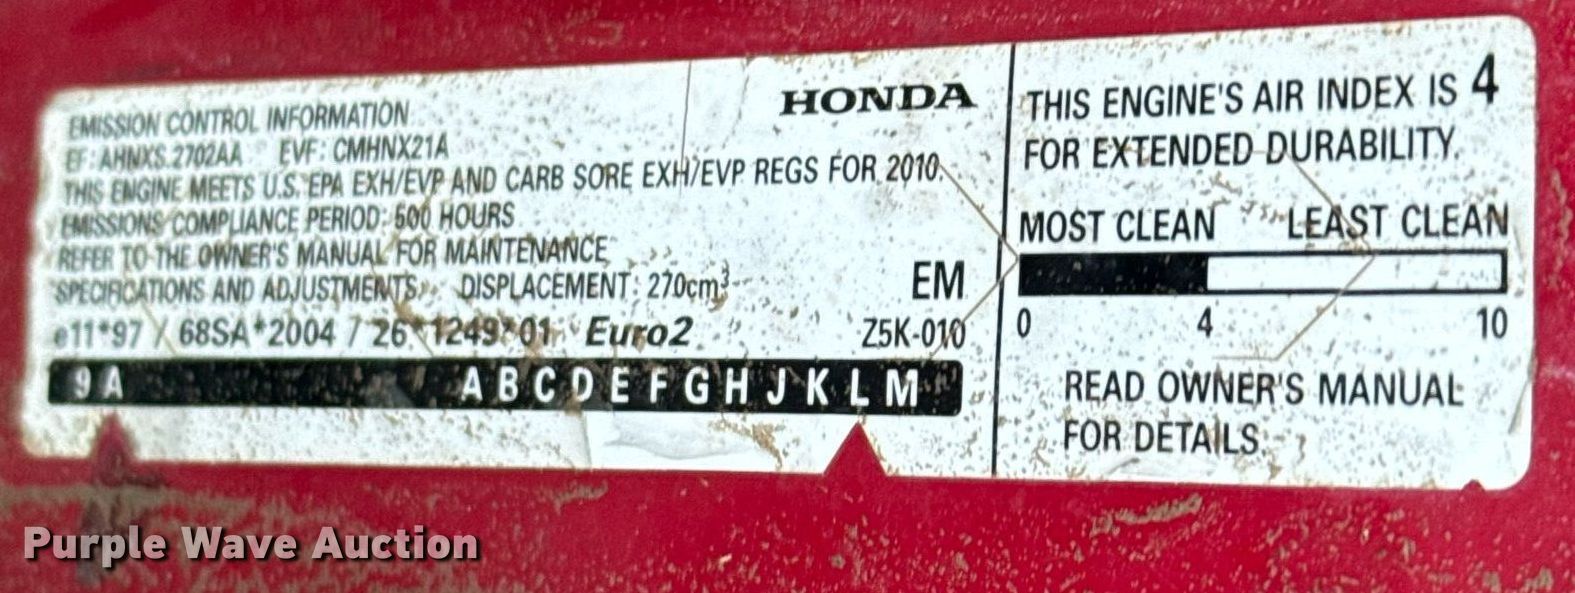 EMISSION CONTROL INFORMATION
HONDA
EF: AHNXS.2702AA EVF: CMHNX21A
THIS ENGINE MEETS U.S. EPA EXH/EVP AND CARB SORE EXH/EVP REGS FOR 2010.
EMISSIONS COMPLIANCE PERIOD: 500 HOURS
REFER TO THE OWNER'S MANUAL FOR MAINTENANCE
SPECIFICATIONS AND ADJUSTMENTS. DISPLACEMENT: 270cm³
EM
e11*97 / 68SA*2004 / 26*1249*01 Euro2
Z5K-010
9 A A B C D E F G H J K L M
THIS ENGINE'S AIR INDEX IS 4
FOR EXTENDED DURABILITY.
MOST CLEAN LEAST CLEAN
0 4 10
READ OWNER'S MANUAL
FOR DETAILS.
Purple Wave Auction